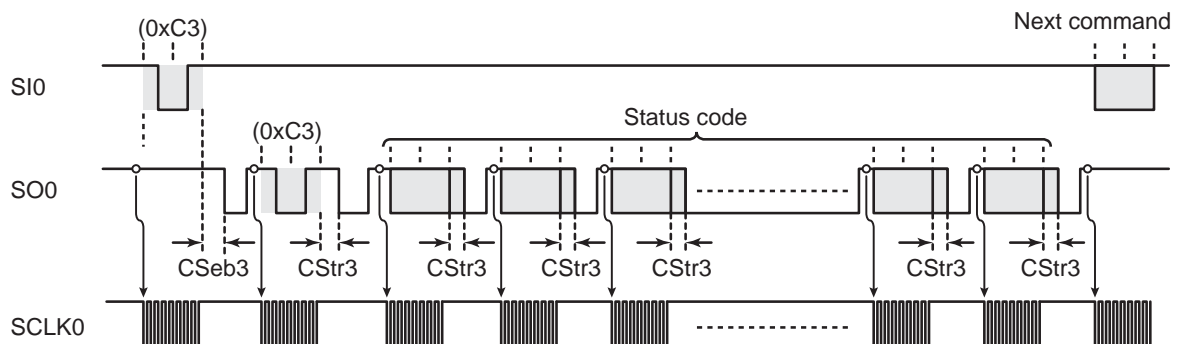 (0xC3)
Next command
SI0
(0xC3)
Status code
SO0
CSeb3
CStr3
CStr3
CStr3
CStr3
CStr3
CStr3
SCLK0